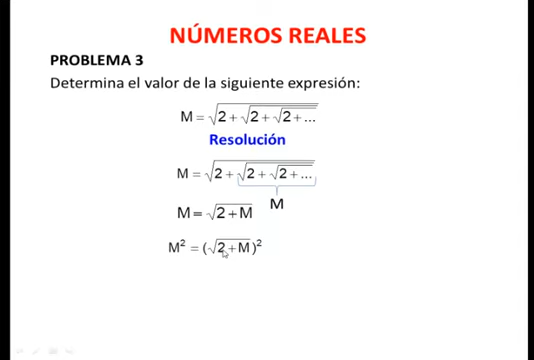 NÚMEROS REALES
PROBLEMA 3
Determina el valor de la siguiente expresión:
M = √(2 + √(2 + √(2 + ...)))
Resolución
M = √(2 + √(2 + √(2 + ...)))
M
M = √(2 + M)
M² = (√(2 + M))²